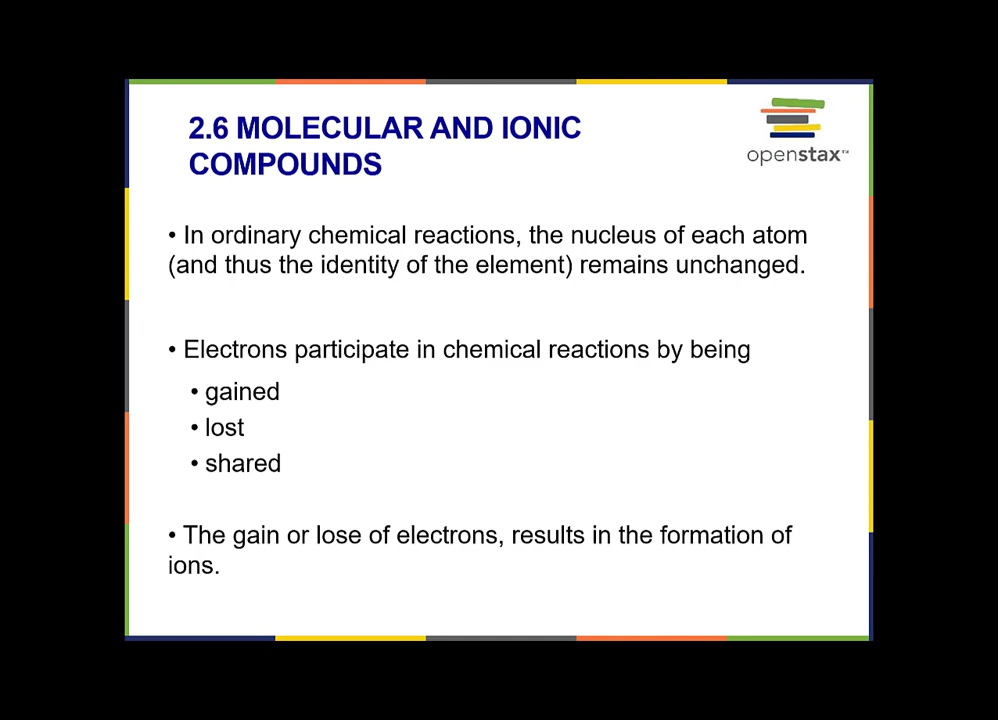 2.6 MOLECULAR AND IONIC
COMPOUNDS
openstax™
• In ordinary chemical reactions, the nucleus of each atom
(and thus the identity of the element) remains unchanged.
• Electrons participate in chemical reactions by being
• gained
• lost
• shared
• The gain or lose of electrons, results in the formation of
ions.